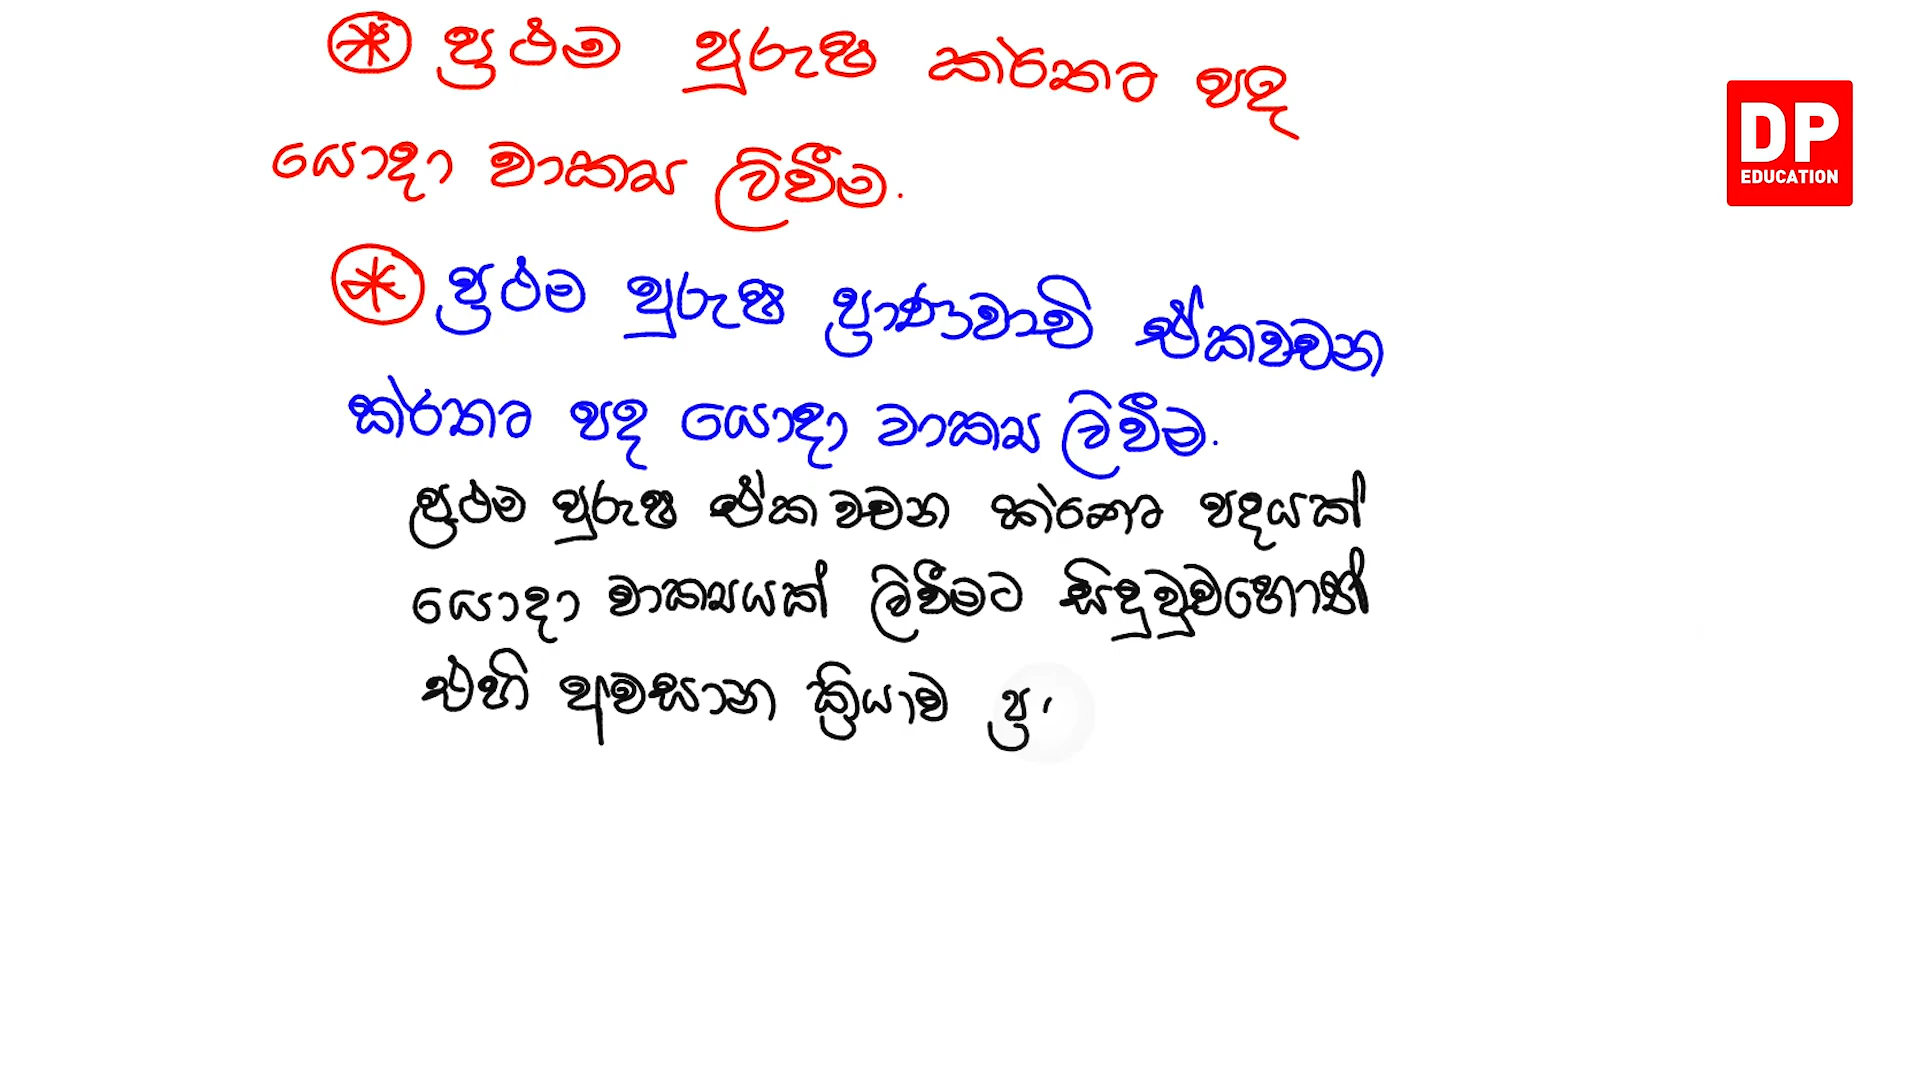 ප්‍රථම පුරුෂ කර්තෘ පද
යොදා වාක්‍ය ලිවීම.
ප්‍රථම පුරුෂ ප්‍රාණවාචී ඒකවචන
කර්තෘ පද යොදා වාක්‍ය ලිවීම.
ප්‍රථම පුරුෂ ඒකවචන කර්තෘ පදයක්
යොදා වාක්‍යයක් ලිවීමට සිදුවුවහොත්
එහි අවසාන ක්‍රියාව ප්‍ර
DP
EDUCATION